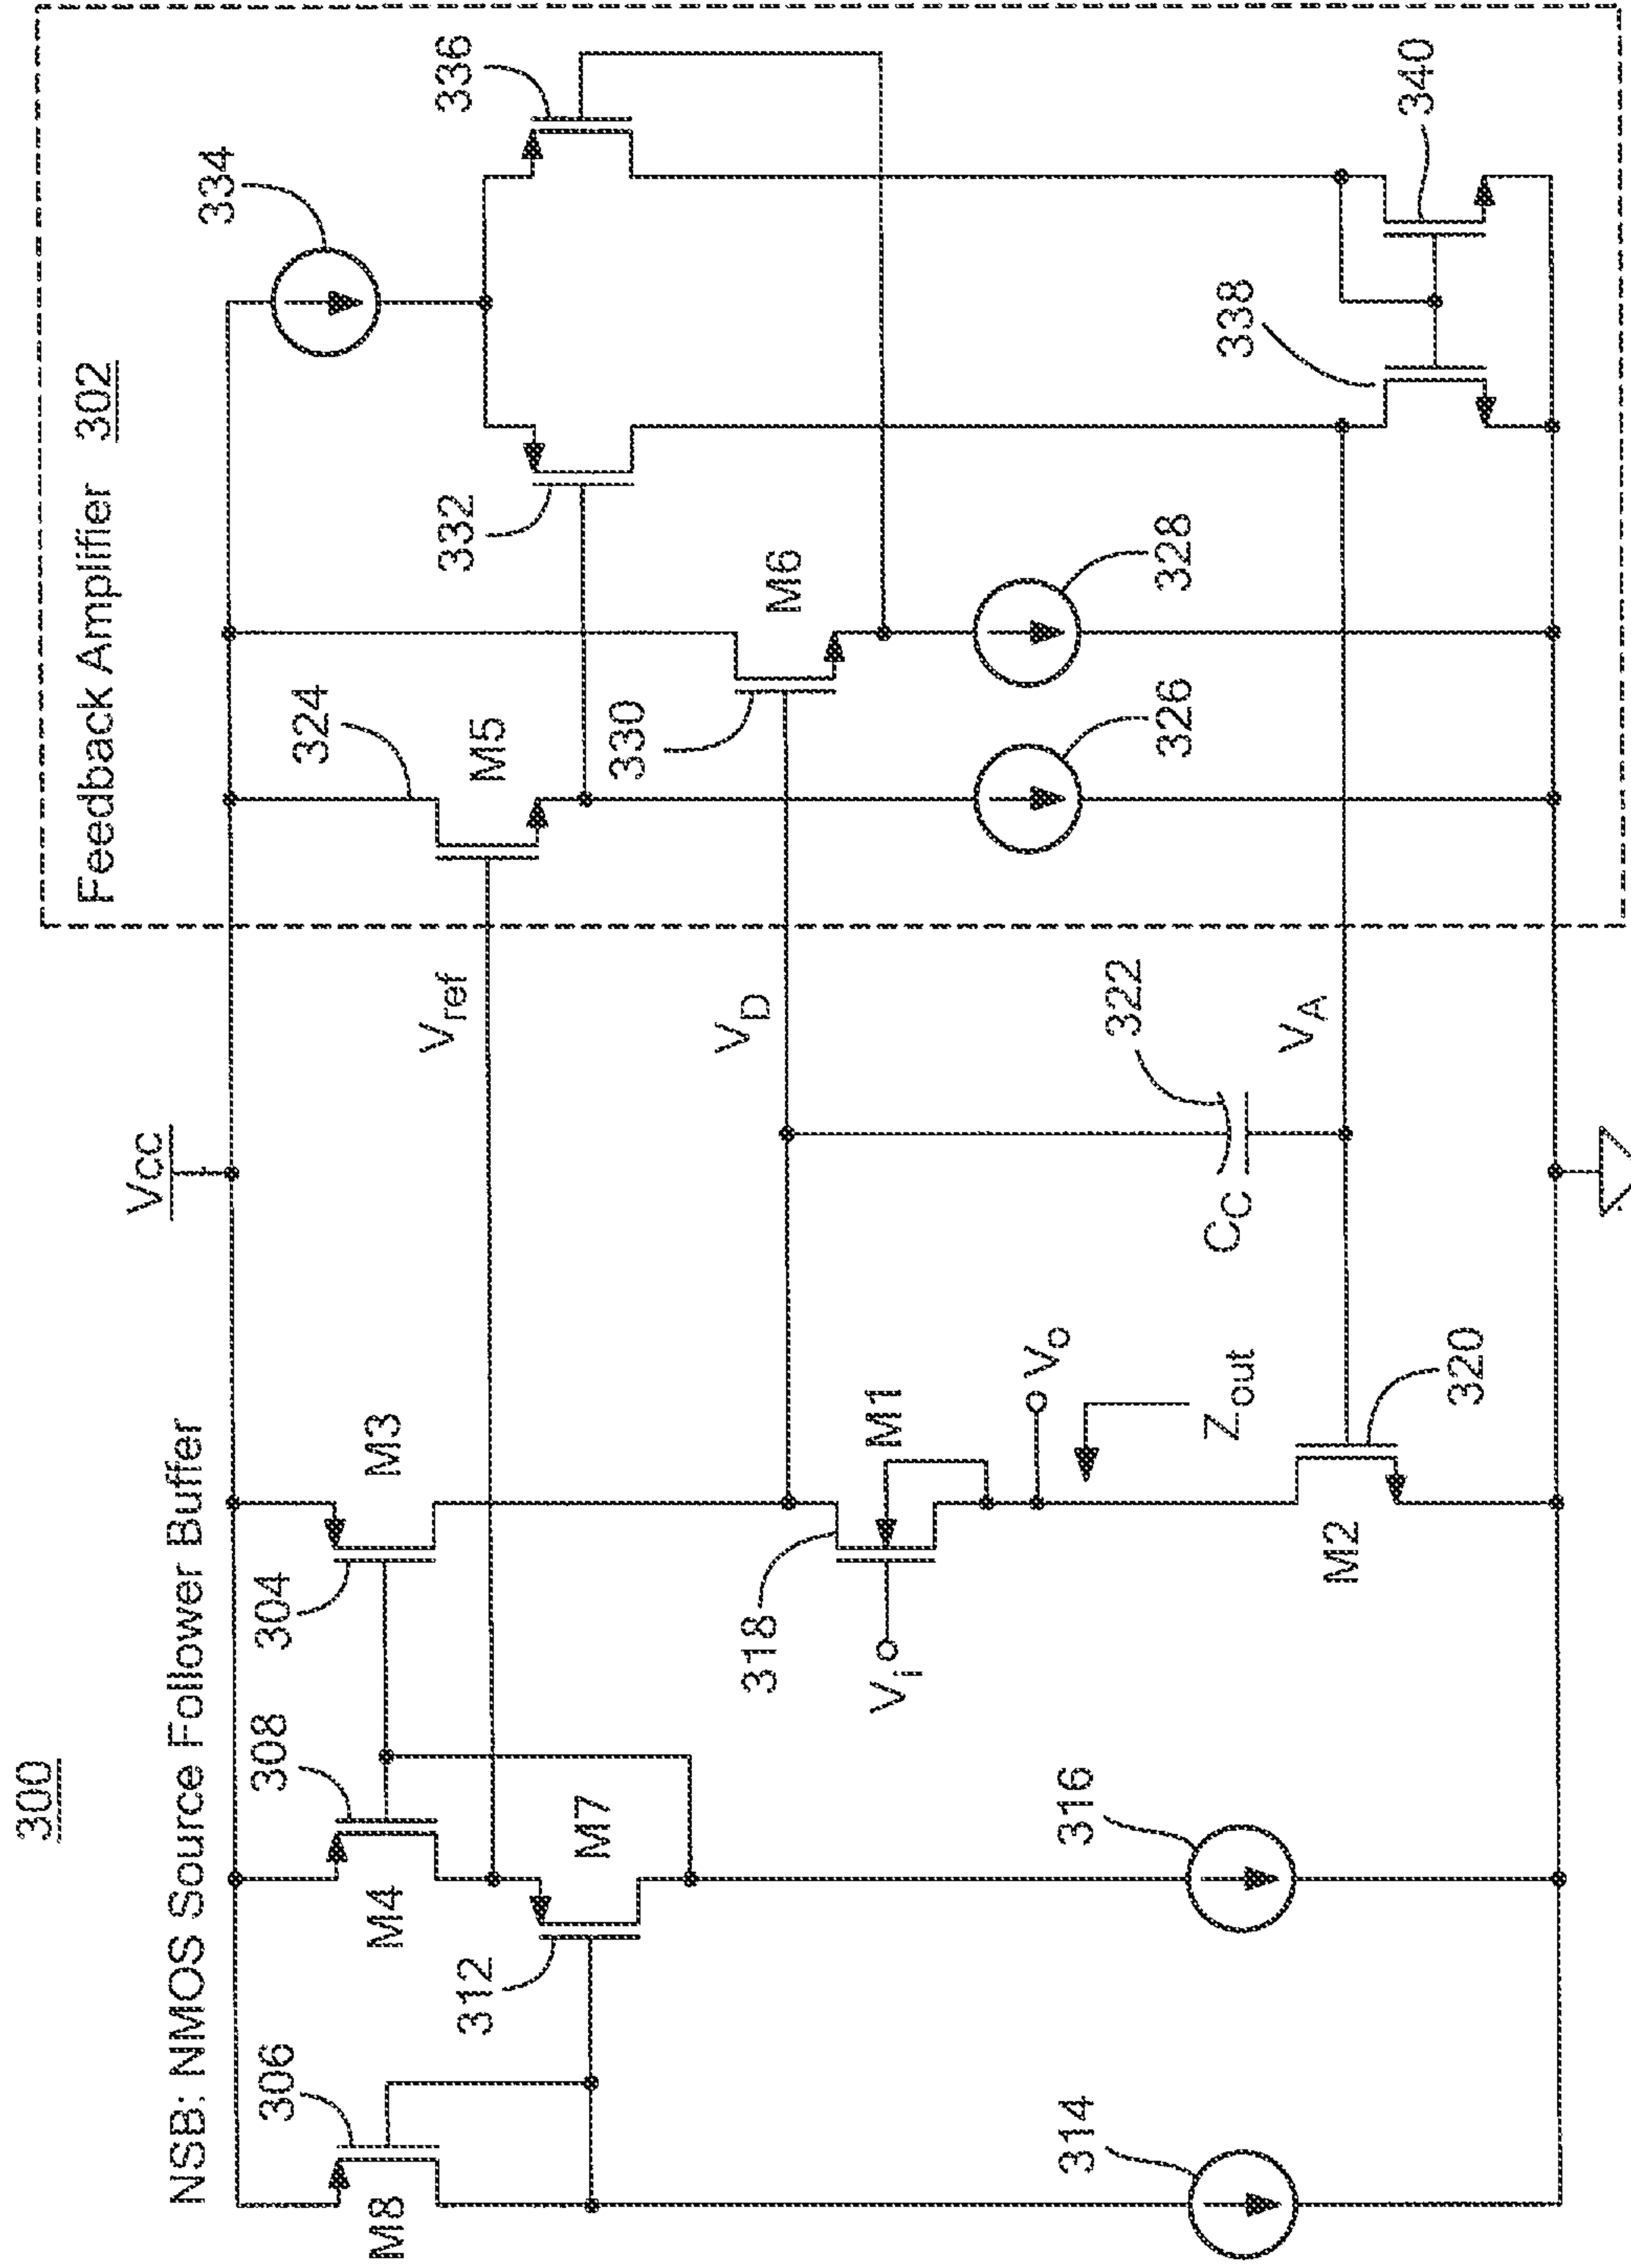 300
NSB: NMOS Source Follower Buffer
Vcc
Feedback Amplifier 302
306
M8
308
M4
304
M3
312
M7
314
316
Vref
VD
VA
318
M1
Vi
Vo
Zout
M2
320
CC
322
324
M5
330
M6
326
328
332
334
336
338
340